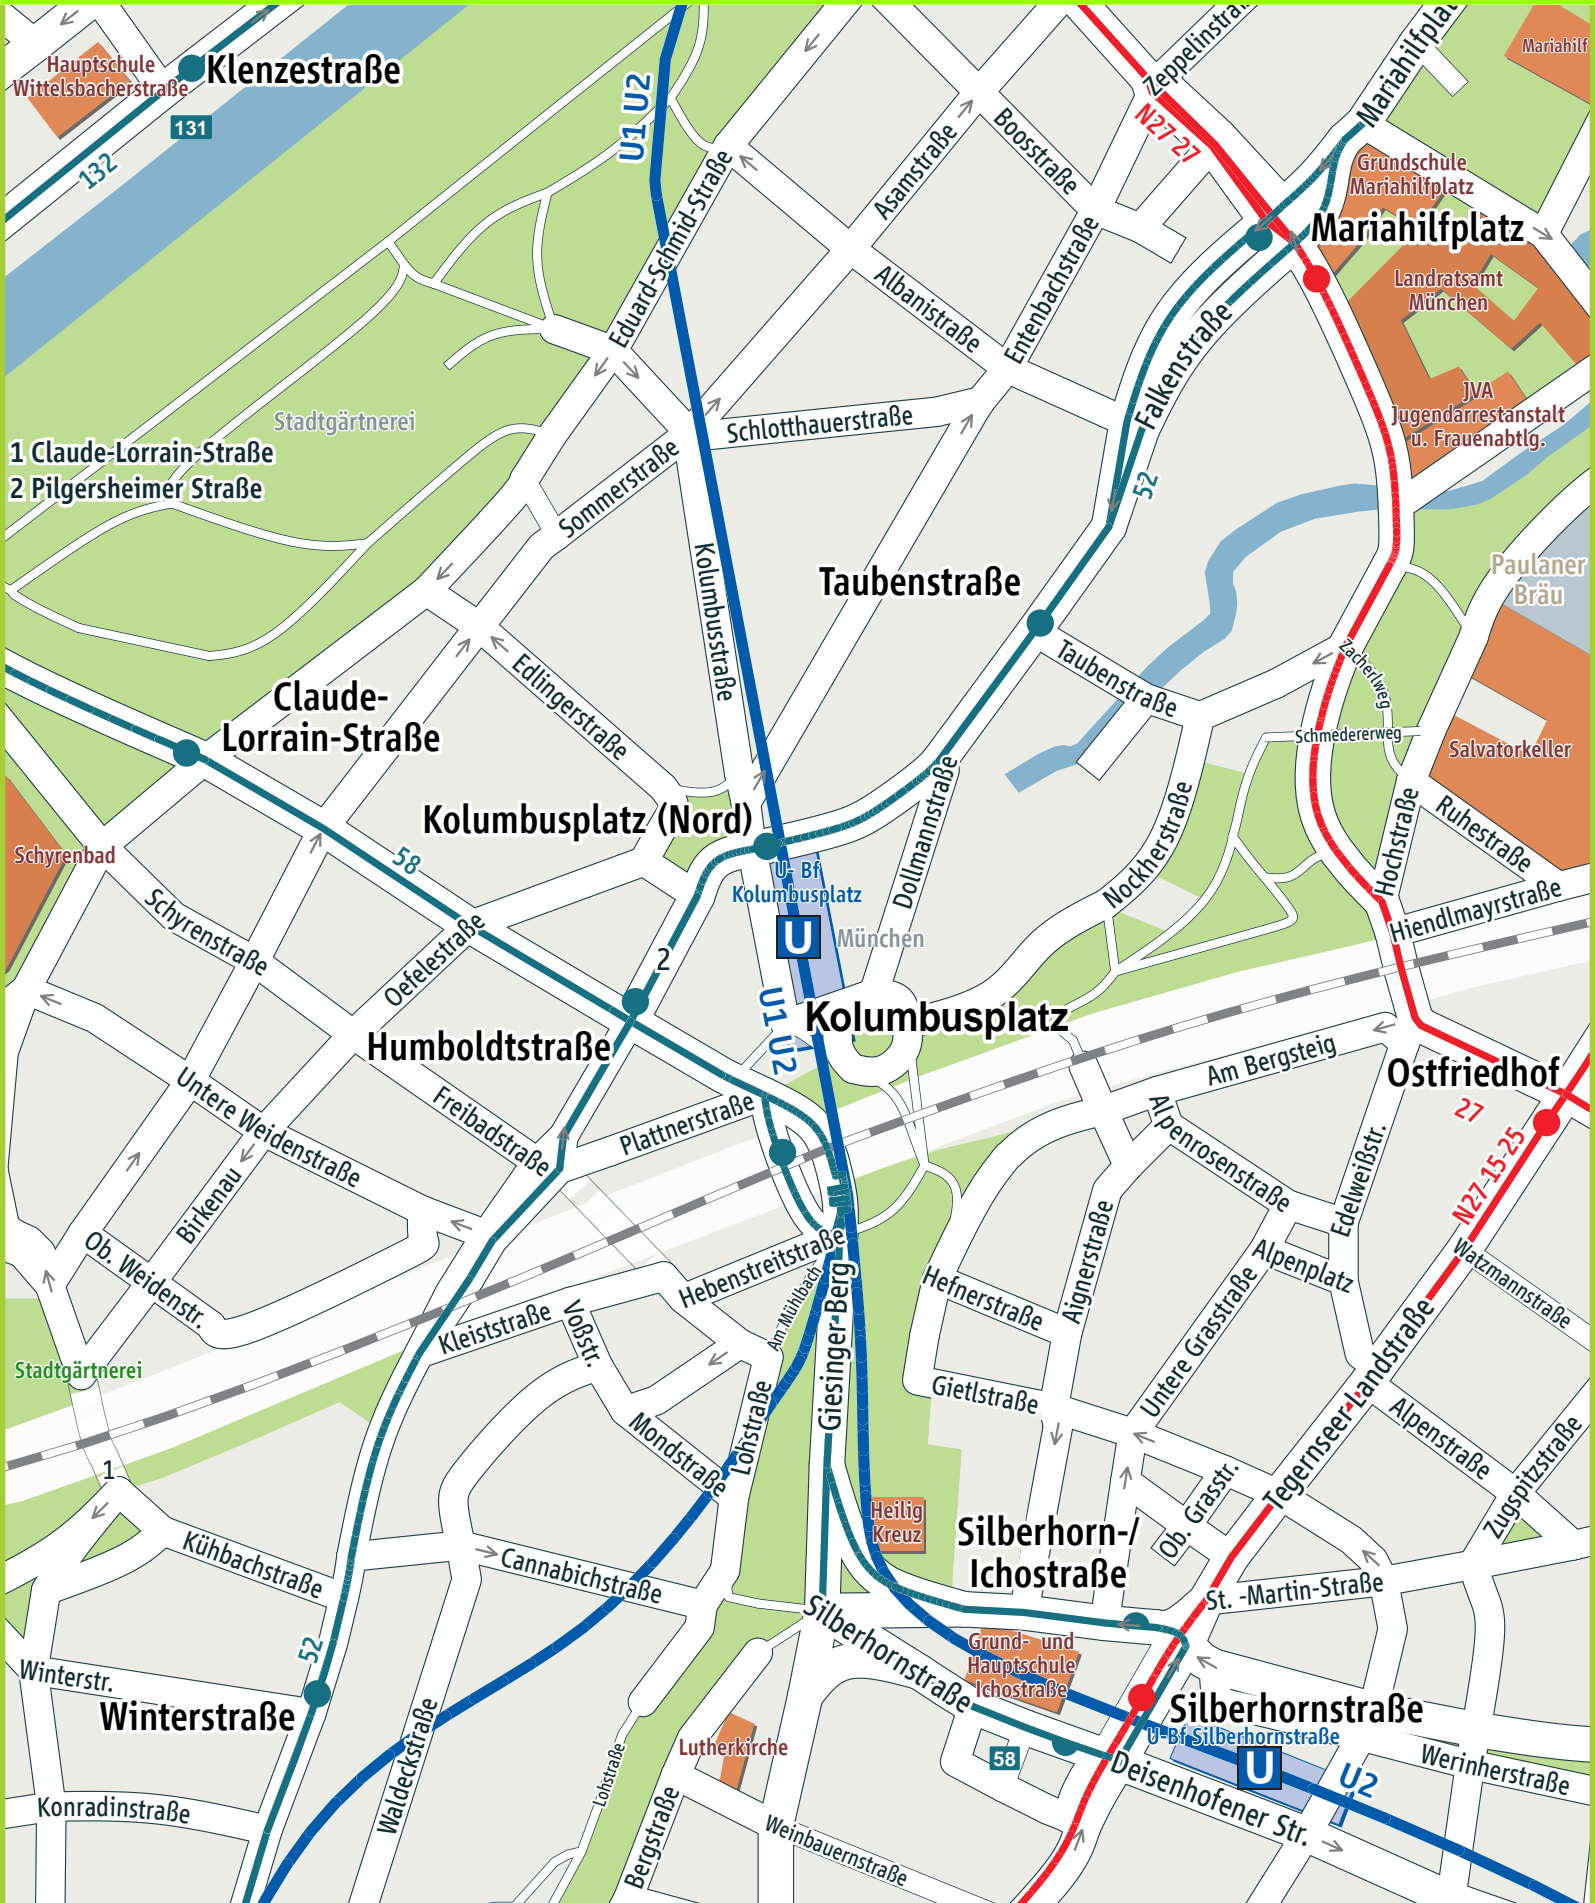 Hauptschule
Wittelsbacherstraße
Klenzestraße
131
132
U1 U2
Zeppelinstraß
Mariahilfplatz
Mariahilf
N27 27
Boosstraße
Asamstraße
Grundschule
Mariahilfplatz
Mariahilfplatz
Eduard-Schmid-Straße
Albanistraße
Entenbachstraße
Landratsamt
München
Falkenstraße
JVA
Jugendarrestanstalt
u. Frauenabtlg.
Stadtgärtnerei
Schlotthauerstraße
1 Claude-Lorrain-Straße
2 Pilgersheimer Straße
Sommerstraße
52
Kolumbusstraße
Taubenstraße
Paulaner
Bräu
Edlingerstraße
Taubenstraße
Zacherlweg
Claude-
Lorrain-Straße
Schmedererweg
Salvatorkeller
Kolumbusplatz (Nord)
Dollmannstraße
Nockherstraße
Hochstraße
Ruhestraße
Schyrenbad
58
U- Bf
Kolumbusplatz
U
München
Schyrenstraße
Oefelestraße
2
Hiendlmayrstraße
U1 U2
Kolumbusplatz
Humboldtstraße
Am Bergsteig
Ostfriedhof
27
Untere Weidenstraße
Freibadstraße
Plattnerstraße
Alpenrosenstraße
Edelweißstr.
N27 15 25
Birkenau
Ob. Weidenstr.
Hebenstreitstraße
Am Mühlbach
Giesinger-Berg
Hefnerstraße
Aignerstraße
Alpenplatz
Watzmannstraße
Kleiststraße
Voßstr.
Untere Grasstraße
Stadtgärtnerei
Gietlstraße
Tegernseer-Landstraße
Alpenstraße
Zugspitzstraße
Mondstraße
Lohstraße
1
Heilig
Kreuz
Silberhorn-/
Ichostraße
Ob. Grasstr.
Kühbachstraße
Cannabichstraße
St. -Martin-Straße
Silberhornstraße
Grund- und
Hauptschule
Ichostraße
52
Winterstr.
Winterstraße
Waldeckstraße
Silberhornstraße
U-Bf Silberhornstraße
U
U2
Lutherkirche
58
Deisenhofener Str.
Werinherstraße
Konradinstraße
Lohstraße
Bergstraße
Weinbauernstraße